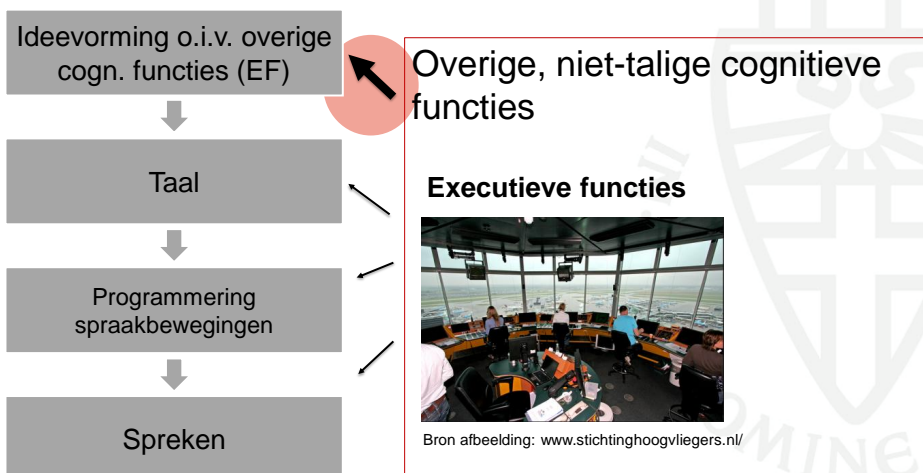 Ideevorming o.i.v. overige
cogn. functies (EF)
Taal
Programmering
spraakbewegingen
Spreken
Overige, niet-talige cognitieve
functies
Executieve functies
Bron afbeelding: www.stichtinghoogvliegers.nl/
OMINE